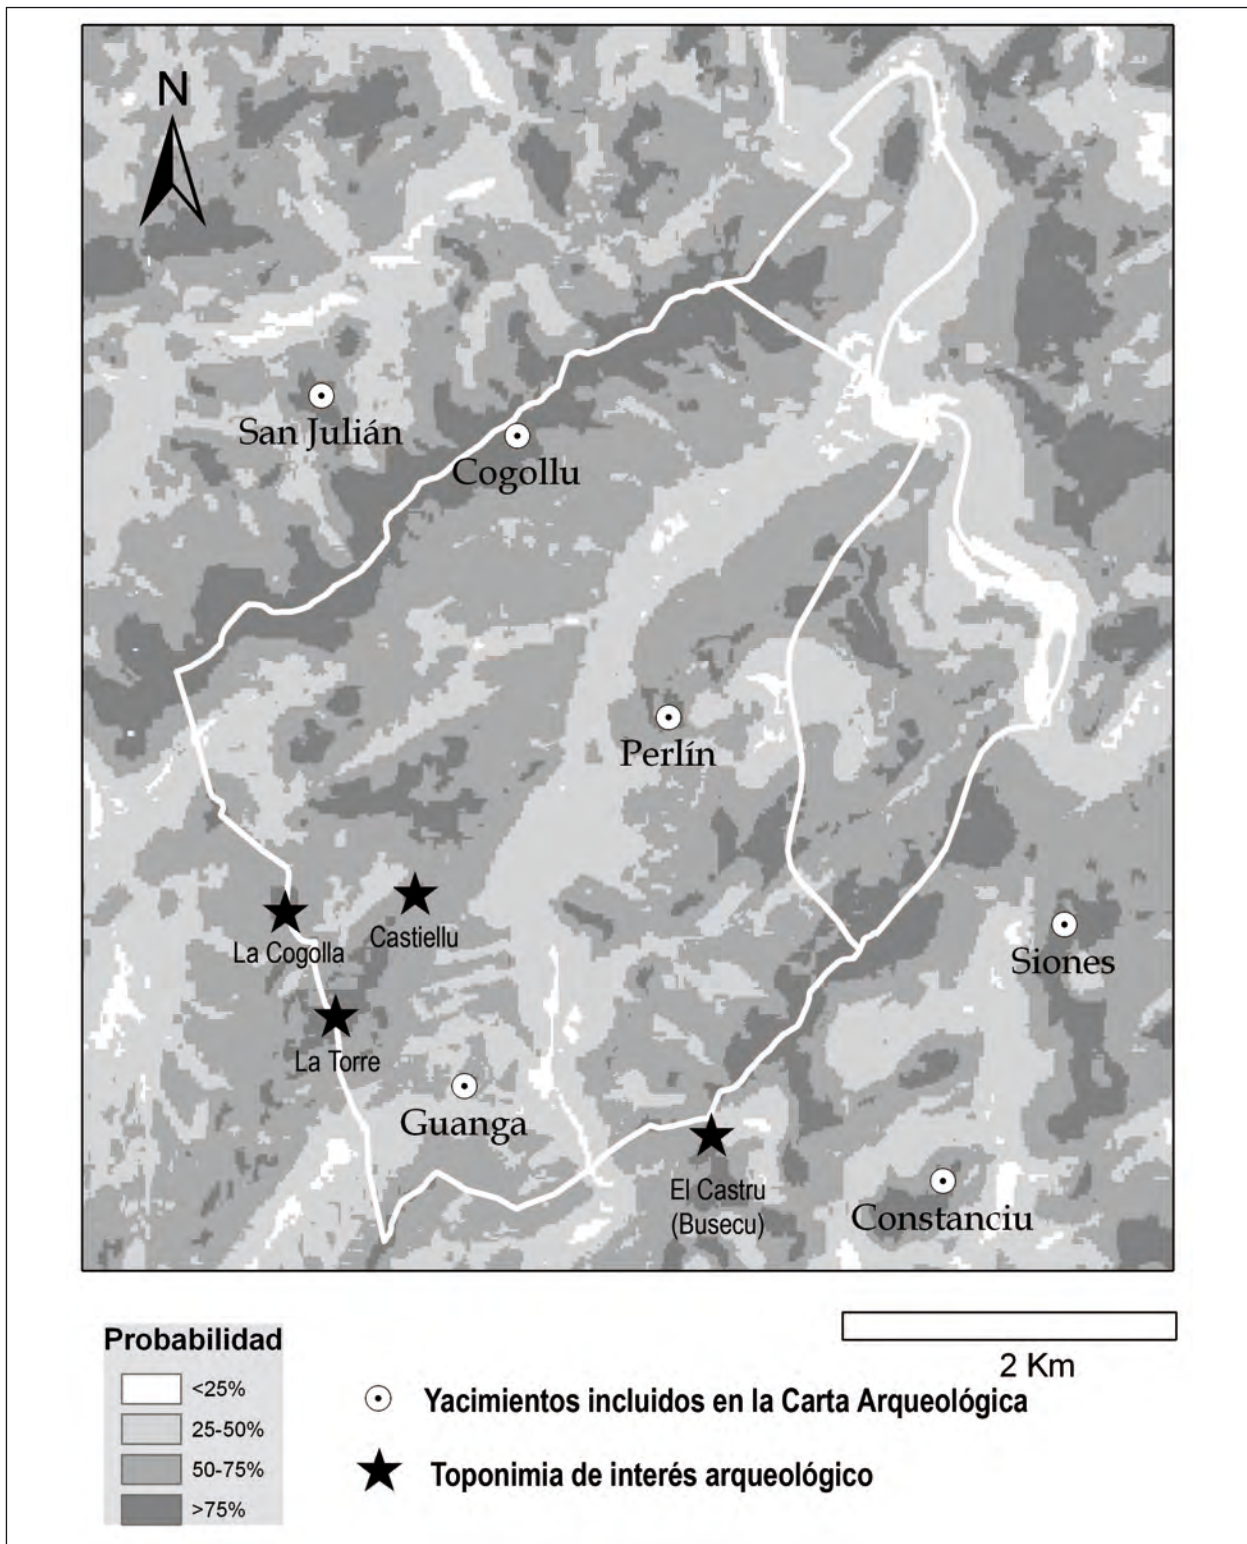 N
San Julián
Cogollu
Perlín
La Cogolla
Castiellu
Siones
La Torre
Guanga
El Castru
(Busecu)
Constanciu
Probabilidad
<25%
25-50%
50-75%
>75%
2 Km
Yacimientos incluidos en la Carta Arqueológica
Toponimia de interés arqueológico